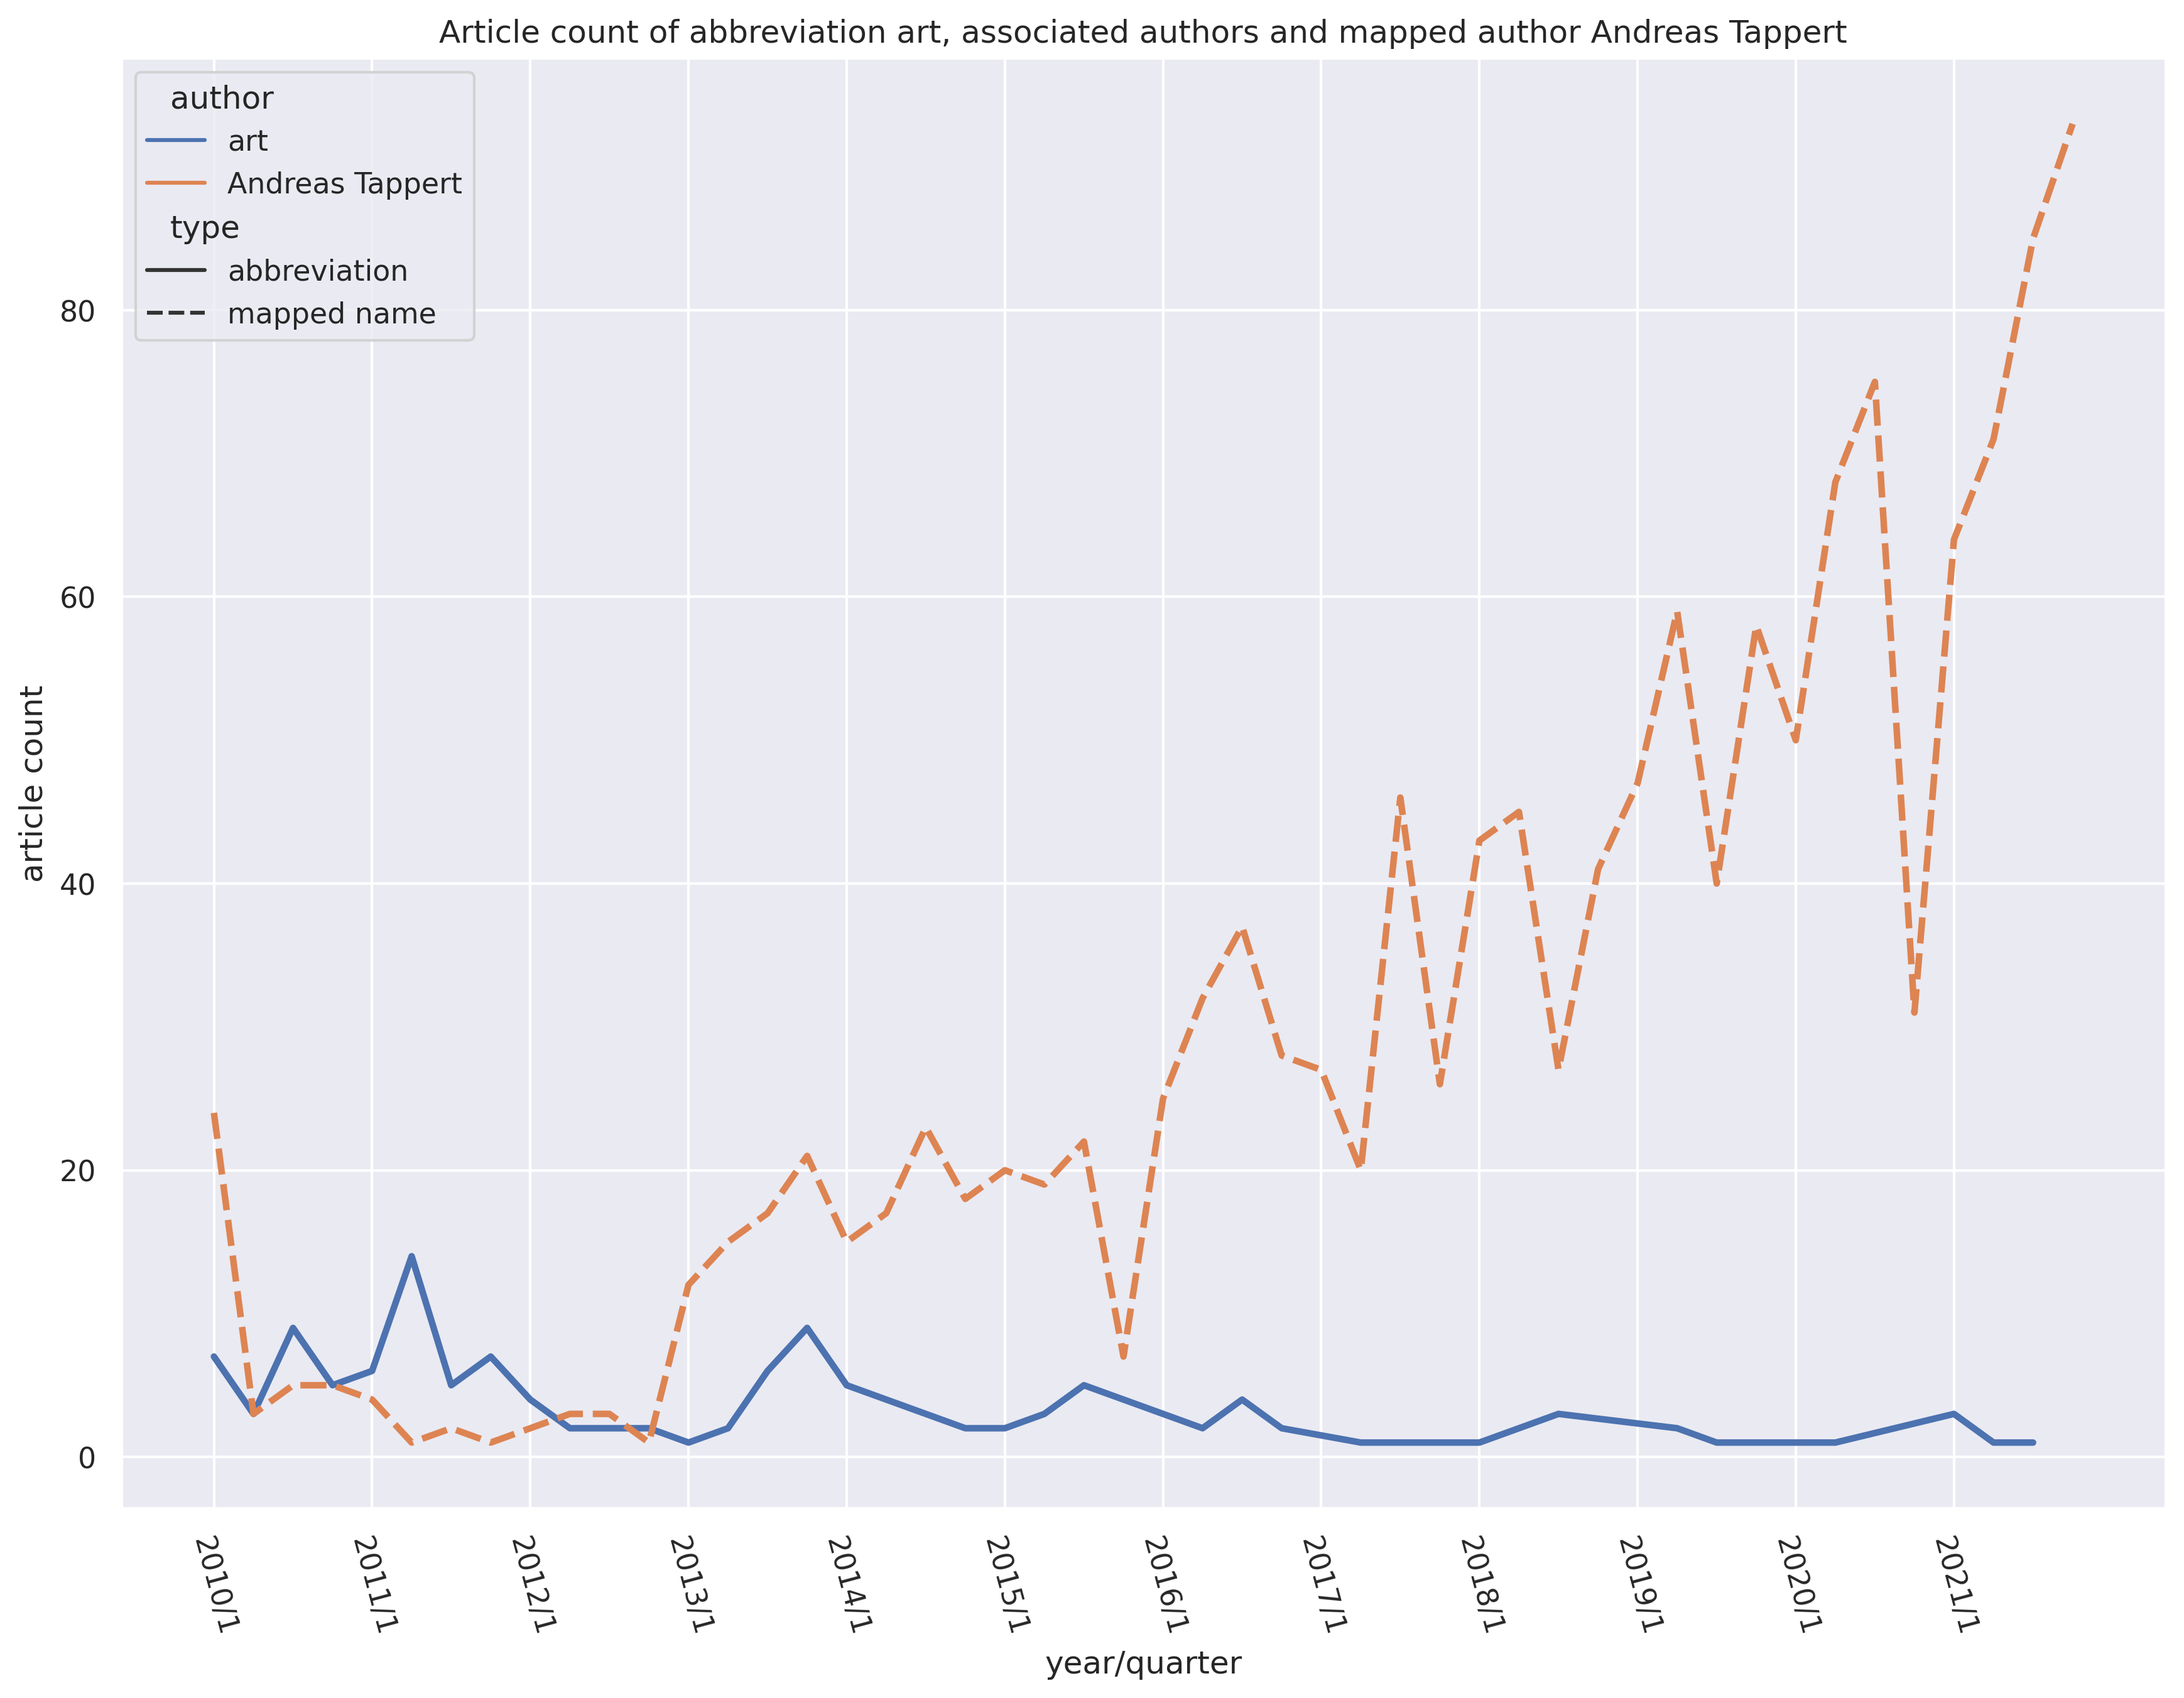 Article count of abbreviation art, associated authors and mapped author Andreas Tappert
author
art
Andreas Tappert
type
abbreviation
mapped name
80
60
40
20
0
article count
2010/1
2011/1
2012/1
2013/1
2014/1
2015/1
2016/1
2017/1
2018/1
2019/1
2020/1
2021/1
year/quarter